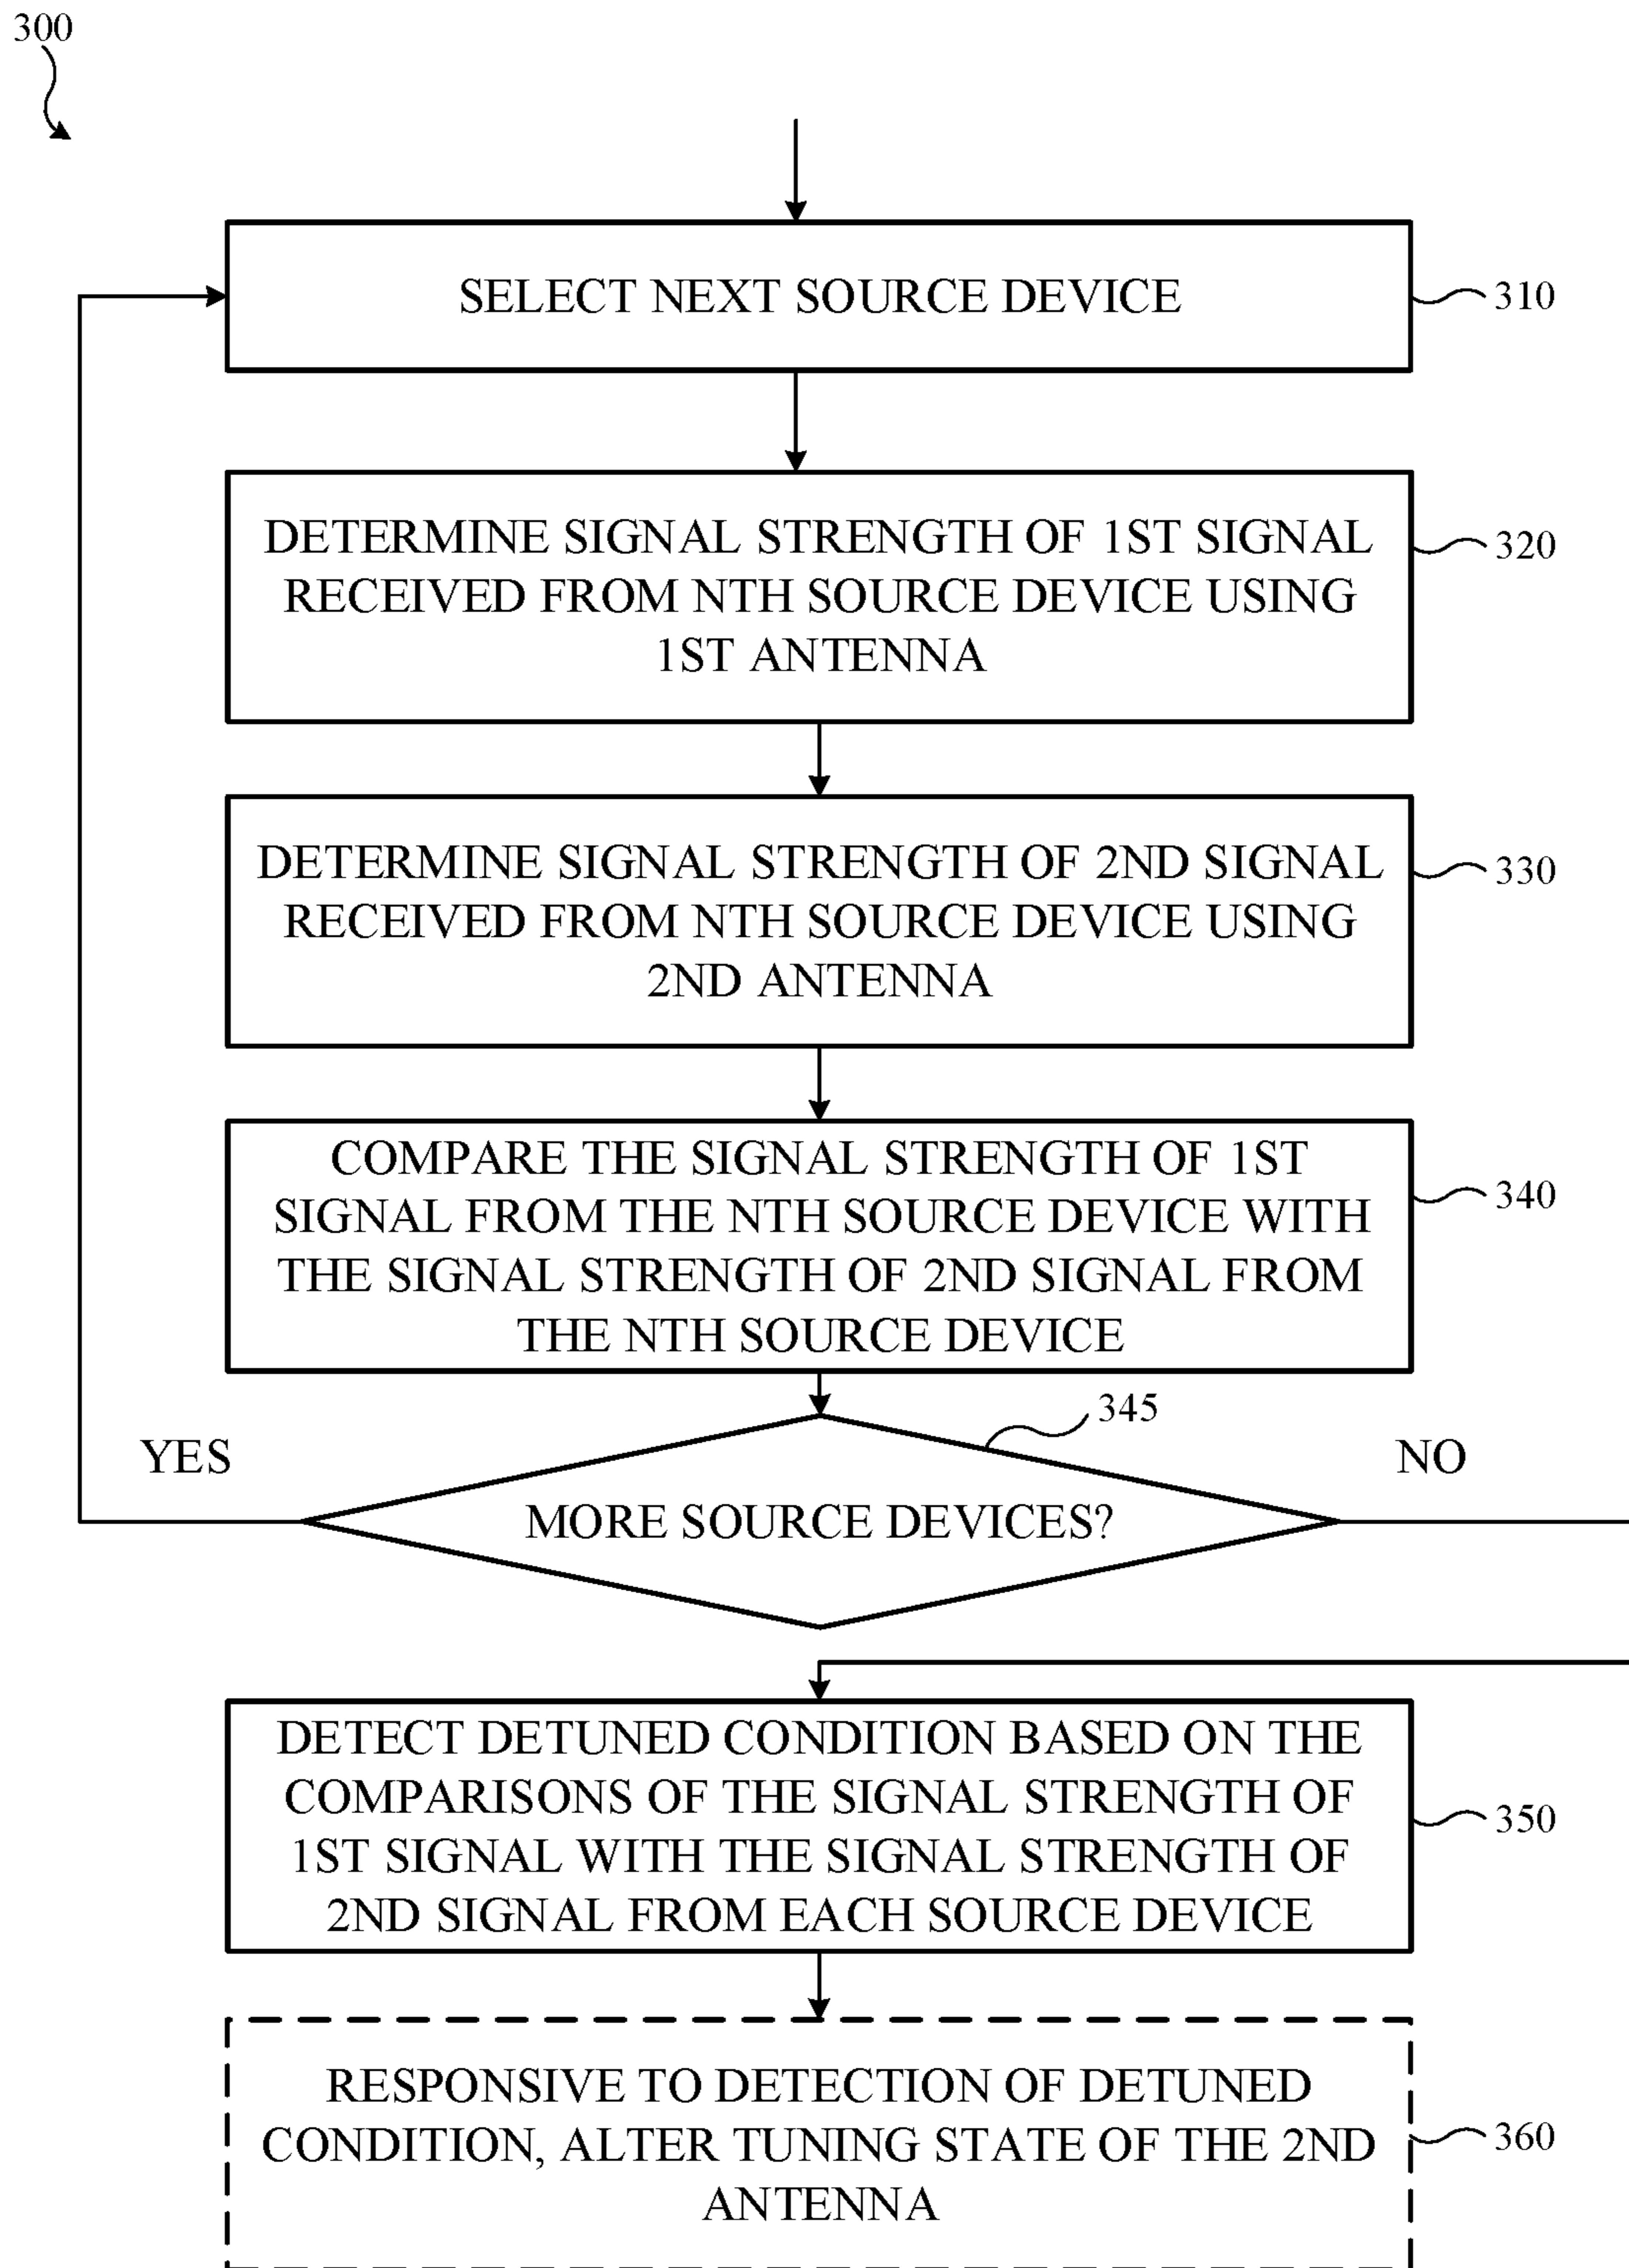 300
SELECT NEXT SOURCE DEVICE
310
DETERMINE SIGNAL STRENGTH OF 1ST SIGNAL
RECEIVED FROM NTH SOURCE DEVICE USING
1ST ANTENNA
320
DETERMINE SIGNAL STRENGTH OF 2ND SIGNAL
RECEIVED FROM NTH SOURCE DEVICE USING
2ND ANTENNA
330
COMPARE THE SIGNAL STRENGTH OF 1ST
SIGNAL FROM THE NTH SOURCE DEVICE WITH
THE SIGNAL STRENGTH OF 2ND SIGNAL FROM
THE NTH SOURCE DEVICE
340
345
YES
NO
MORE SOURCE DEVICES?
DETECT DETUNED CONDITION BASED ON THE
COMPARISONS OF THE SIGNAL STRENGTH OF
1ST SIGNAL WITH THE SIGNAL STRENGTH OF
2ND SIGNAL FROM EACH SOURCE DEVICE
350
RESPONSIVE TO DETECTION OF DETUNED
CONDITION, ALTER TUNING STATE OF THE 2ND
ANTENNA
360